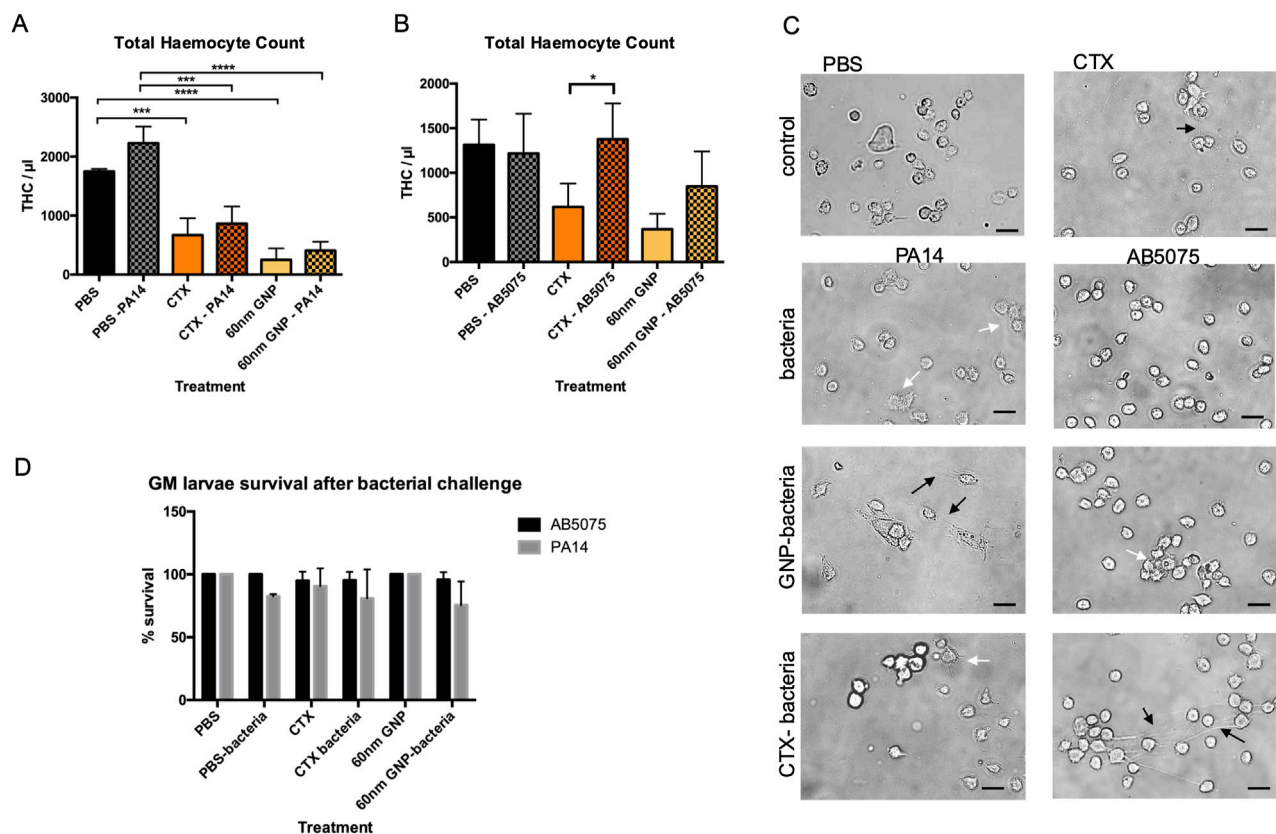 A
Total Haemocyte Count
****
***
****
***
3000
2000
1000
0
THC / µl
PBS
PBS -PA14
CTX
CTX - PA14
60nm GNP
60nm GNP - PA14
Treatment
B
Total Haemocyte Count
*
2000
1500
1000
500
0
THC / µl
PBS
PBS - AB5075
CTX
CTX - AB5075
60nm GNP
60nm GNP - AB5075
Treatment
C
PBS
CTX
control
PA14
AB5075
bacteria
GNP-bacteria
CTX- bacteria
D
GM larvae survival after bacterial challenge
150
100
50
0
% survival
AB5075
PA14
PBS
PBS-bacteria
CTX
CTX bacteria
60nm GNP
60nm GNP-bacteria
Treatment